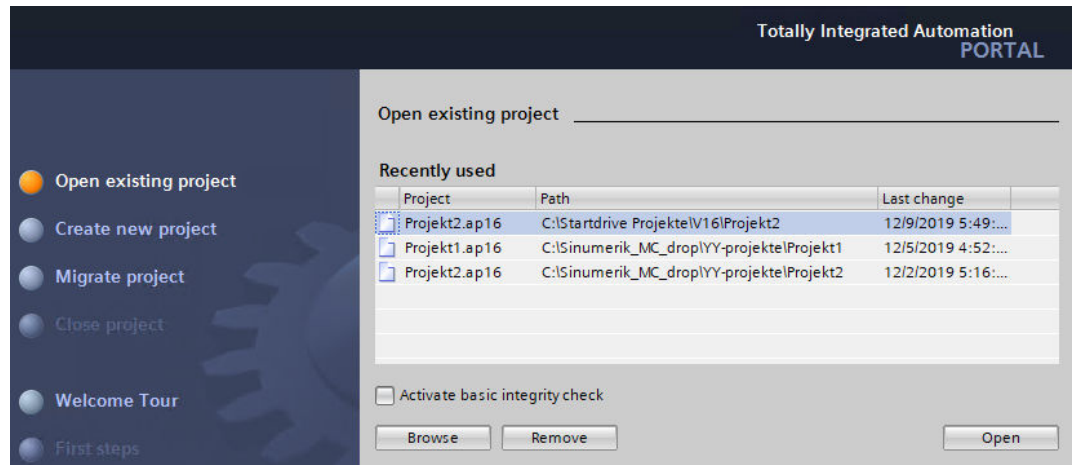 Totally Integrated Automation
PORTAL
Open existing project
Create new project
Migrate project
Close project
Welcome Tour
First steps
Open existing project
Recently used
Project Path Last change
Projekt2.ap16 C:\Startdrive Projekte\V16\Projekt2 12/9/2019 5:49:...
Projekt1.ap16 C:\Sinumerik_MC_drop\YY-projekte\Projekt1 12/5/2019 4:52:...
Projekt2.ap16 C:\Sinumerik_MC_drop\YY-projekte\Projekt2 12/2/2019 5:16:...
Activate basic integrity check
Browse Remove Open